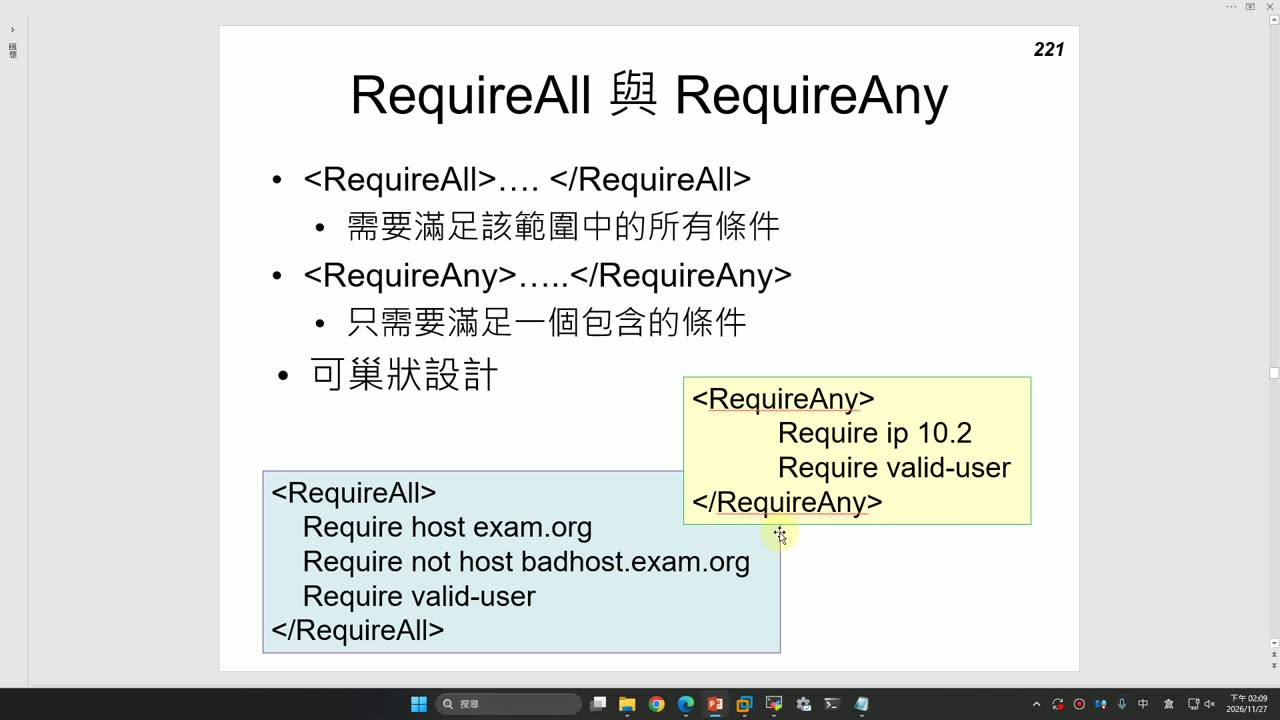 221
RequireAll 與 RequireAny
• <RequireAll>…. </RequireAll>
• 需要滿足該範圍中的所有條件
• <RequireAny>…..</RequireAny>
• 只需要滿足一個包含的條件
• 可巢狀設計
<RequireAny>
Require ip 10.2
Require valid-user
</RequireAny>
<RequireAll>
Require host exam.org
Require not host badhost.exam.org
Require valid-user
</RequireAll>
搜尋
中
下午 02:09
2026/11/27